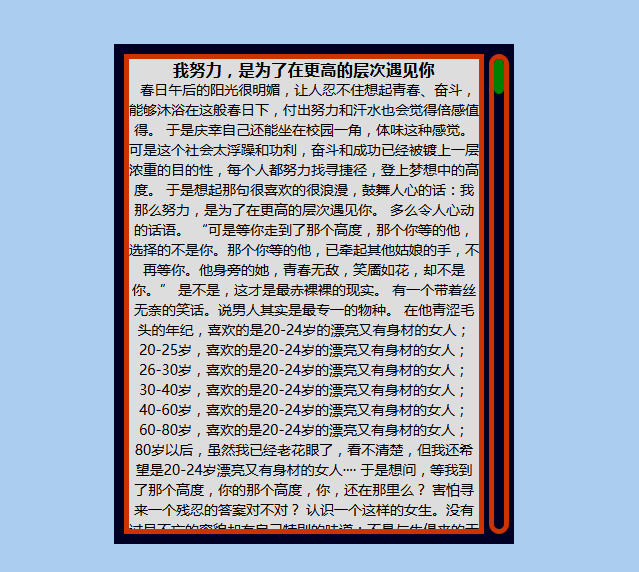 我努力，是为了在更高的层次遇见你
春日午后的阳光很明媚，让人忍不住想起青春、奋斗，
能够沐浴在这般春日下，付出努力和汗水也会觉得倍感值
得。 于是庆幸自己还能坐在校园一角，体味这种感觉。
可是这个社会太浮躁和功利，奋斗和成功已经被镀上一层
浓重的目的性，每个人都努力找寻捷径，登上梦想中的高
度。 于是想起那句很喜欢的很浪漫，鼓舞人心的话：我
那么努力，是为了在更高的层次遇见你。 多么令人心动
的话语。 “可是等你走到了那个高度，那个你等的他，
选择的不是你。那个你等的他，已牵起其他姑娘的手，不
再等你。他身旁的她，青春无敌，笑靥如花，却不是
你。” 是不是，这才是最赤裸裸的现实。 有一个带着丝
无奈的笑话。说男人其实是最专一的物种。 在他青涩毛
头的年纪，喜欢的是20-24岁的漂亮又有身材的女人；
20-25岁，喜欢的是20-24岁的漂亮又有身材的女人；
26-30岁，喜欢的是20-24岁的漂亮又有身材的女人；
30-40岁，喜欢的是20-24岁的漂亮又有身材的女人；
40-60岁，喜欢的是20-24岁的漂亮又有身材的女人；
60-80岁，喜欢的是20-24岁的漂亮又有身材的女人；
80岁以后，虽然我已经老花眼了，看不清楚，但我还希
望是20-24岁漂亮又有身材的女人···· 于是想问，等我到
了那个高度，你的那个高度，你，还在那里么？ 害怕寻
来一个残忍的答案对不对？ 认识一个这样的女生。没有
过目不忘的容貌却有自己特别的味道；不是与生俱来的天